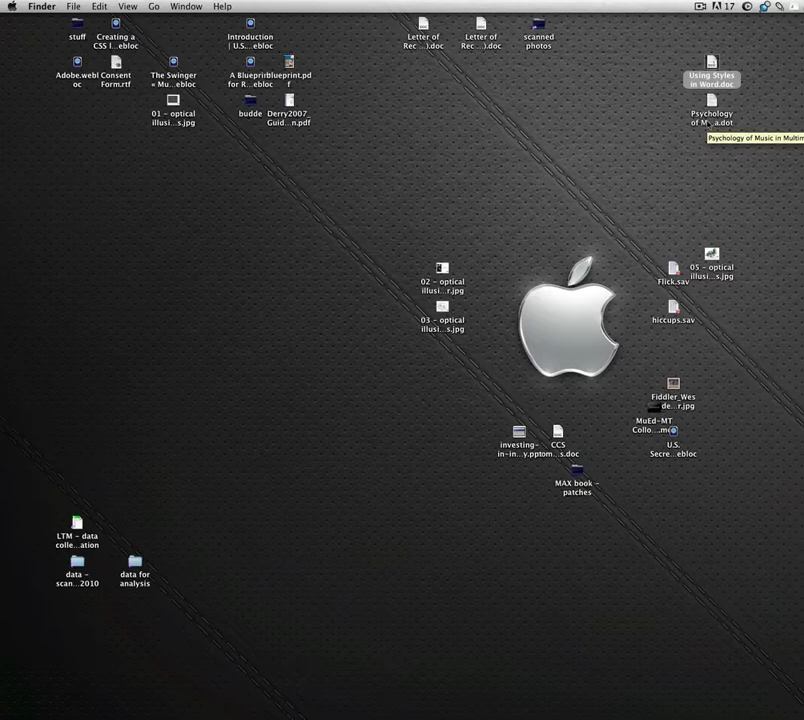 Finder File Edit View Go Window Help 17
stuff
Creating a
CSS l...ebloc
Introduction
| U.S....ebloc
Letter of
Rec ...).doc
Letter of
Rec ...).doc
scanned
photos
Adobe.webl
oc
Consent
Form.rtf
The Swinger
« Mu...ebloc
A Blueprint
for R...ebloc
blueprint.pd
f
Using Styles
in Word.doc
01 - optical
illusi...s.jpg
budde
Derry2007_
Guid...n.pdf
Psychology
of M...a.dot
Psychology of Music in Multim
02 - optical
illusi...r.jpg
Flick.sav
05 - optical
illusi...s.jpg
03 - optical
illusi...s.jpg
hiccups.sav
Fiddler_Wes
de...r.jpg
MuEd-MT
Collo....me
investing-
in-in...y.ppt
CCS
om...s.doc
U.S.
Secre...ebloc
MAX book -
patches
LTM - data
colle...ation
data -
scan...2010
data for
analysis